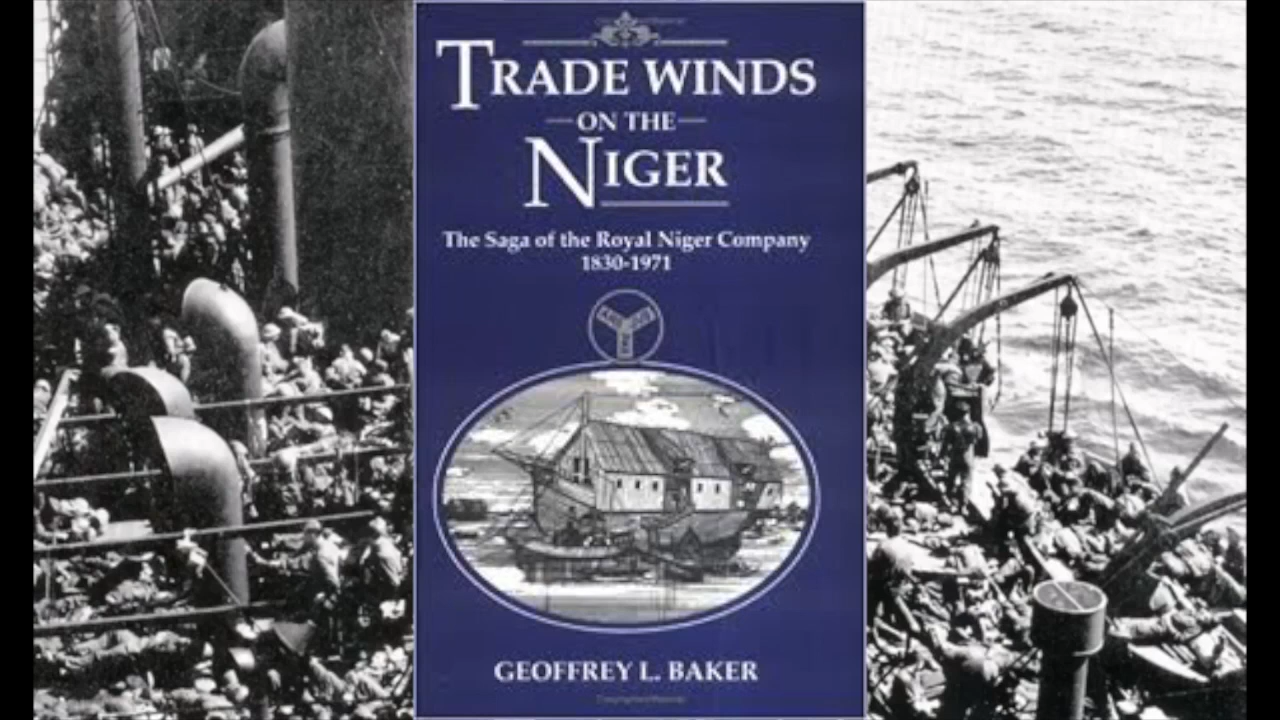 TRADE WINDS
ON THE
NIGER
The Saga of the Royal Niger Company
1830-1971
GEOFFREY L. BAKER